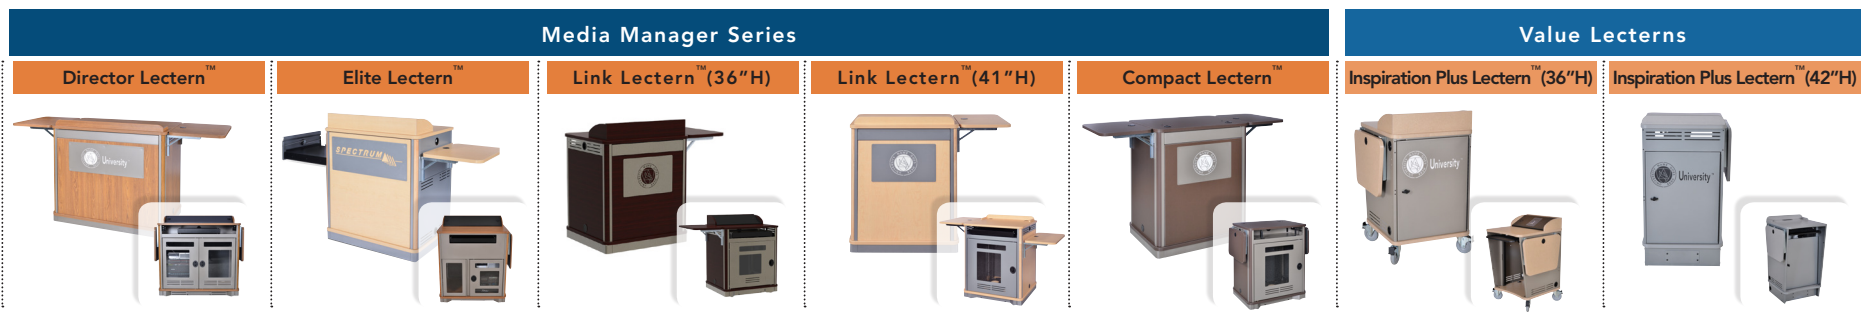 Media Manager Series
Value Lecterns
Director Lectern™
Elite Lectern™
Link Lectern™(36”H)
Link Lectern™(41”H)
Compact Lectern™
Inspiration Plus Lectern™(36”H)
Inspiration Plus Lectern™(42”H)
University
SPECTRUM
University
University